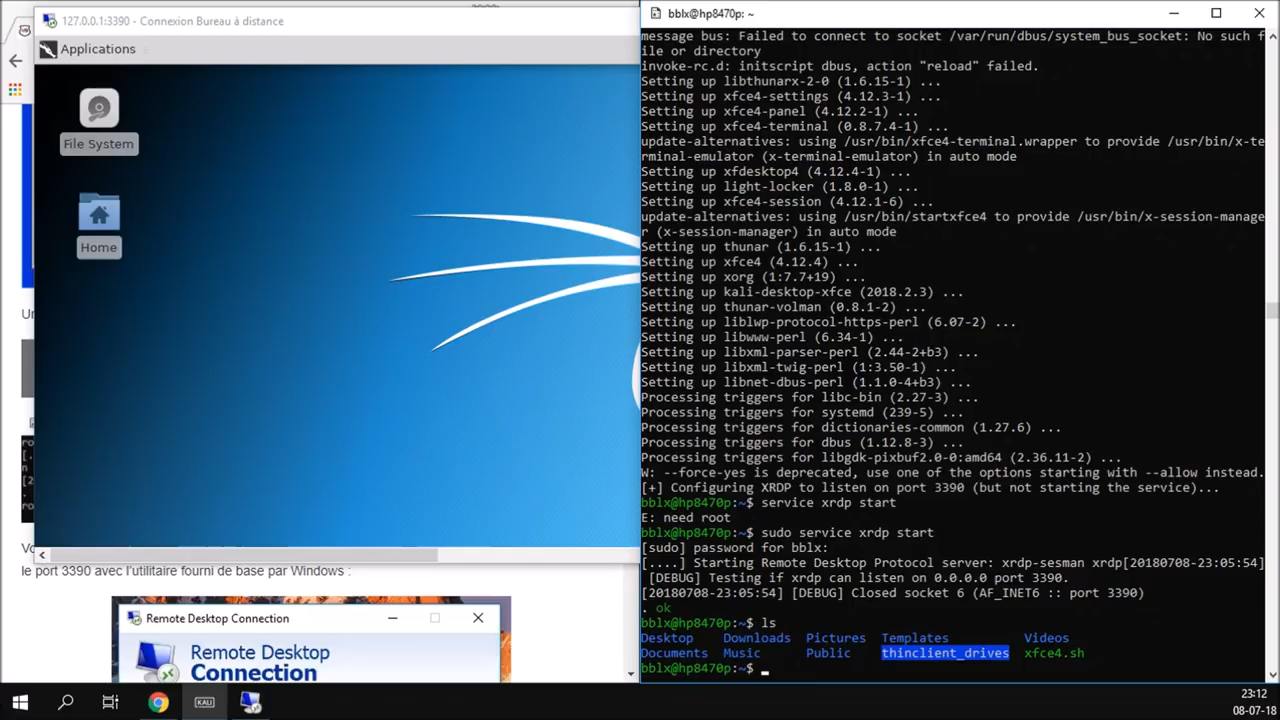 127.0.0.1:3390 - Connexion Bureau à distance
Applications
File System
Home
Ur
[.
n
[2
.
Vo
le port 3390 avec l'utilitaire fourni de base par Windows :
Remote Desktop Connection
Remote Desktop
Connection
bblx@hp8470p: ~
message bus: Failed to connect to socket /var/run/dbus/system_bus_socket: No such f
ile or directory
invoke-rc.d: initscript dbus, action "reload" failed.
Setting up libthunarx-2-0 (1.6.15-1) ...
Setting up xfce4-settings (4.12.3-1) ...
Setting up xfce4-panel (4.12.2-1) ...
Setting up xfce4-terminal (0.8.7.4-1) ...
update-alternatives: using /usr/bin/xfce4-terminal.wrapper to provide /usr/bin/x-te
rminal-emulator (x-terminal-emulator) in auto mode
Setting up xfdesktop4 (4.12.4-1) ...
Setting up light-locker (1.8.0-1) ...
Setting up xfce4-session (4.12.1-6) ...
update-alternatives: using /usr/bin/startxfce4 to provide /usr/bin/x-session-manage
r (x-session-manager) in auto mode
Setting up thunar (1.6.15-1) ...
Setting up xfce4 (4.12.4) ...
Setting up xorg (1:7.7+19) ...
Setting up kali-desktop-xfce (2018.2.3) ...
Setting up thunar-volman (0.8.1-2) ...
Setting up liblwp-protocol-https-perl (6.07-2) ...
Setting up libwww-perl (6.34-1) ...
Setting up libxml-parser-perl (2.44-2+b3) ...
Setting up libxml-twig-perl (1:3.50-1) ...
Setting up libnet-dbus-perl (1.1.0-4+b3) ...
Processing triggers for libc-bin (2.27-3) ...
Processing triggers for systemd (239-5) ...
Processing triggers for dictionaries-common (1.27.6) ...
Processing triggers for dbus (1.12.8-3) ...
Processing triggers for libgdk-pixbuf2.0-0:amd64 (2.36.11-2) ...
W: --force-yes is deprecated, use one of the options starting with --allow instead.
[+] Configuring XRDP to listen on port 3390 (but not starting the service)...
bblx@hp8470p:~$ service xrdp start
E: need root
bblx@hp8470p:~$ sudo service xrdp start
[sudo] password for bblx:
[....] Starting Remote Desktop Protocol server: xrdp-sesman xrdp[20180708-23:05:54]
 [DEBUG] Testing if xrdp can listen on 0.0.0.0 port 3390.
[20180708-23:05:54] [DEBUG] Closed socket 6 (AF_INET6 :: port 3390)
. ok
bblx@hp8470p:~$ ls
Desktop Downloads Pictures Templates Videos
Documents Music Public thinclient_drives xfce4.sh
bblx@hp8470p:~$
KALI
23:12
08-07-18